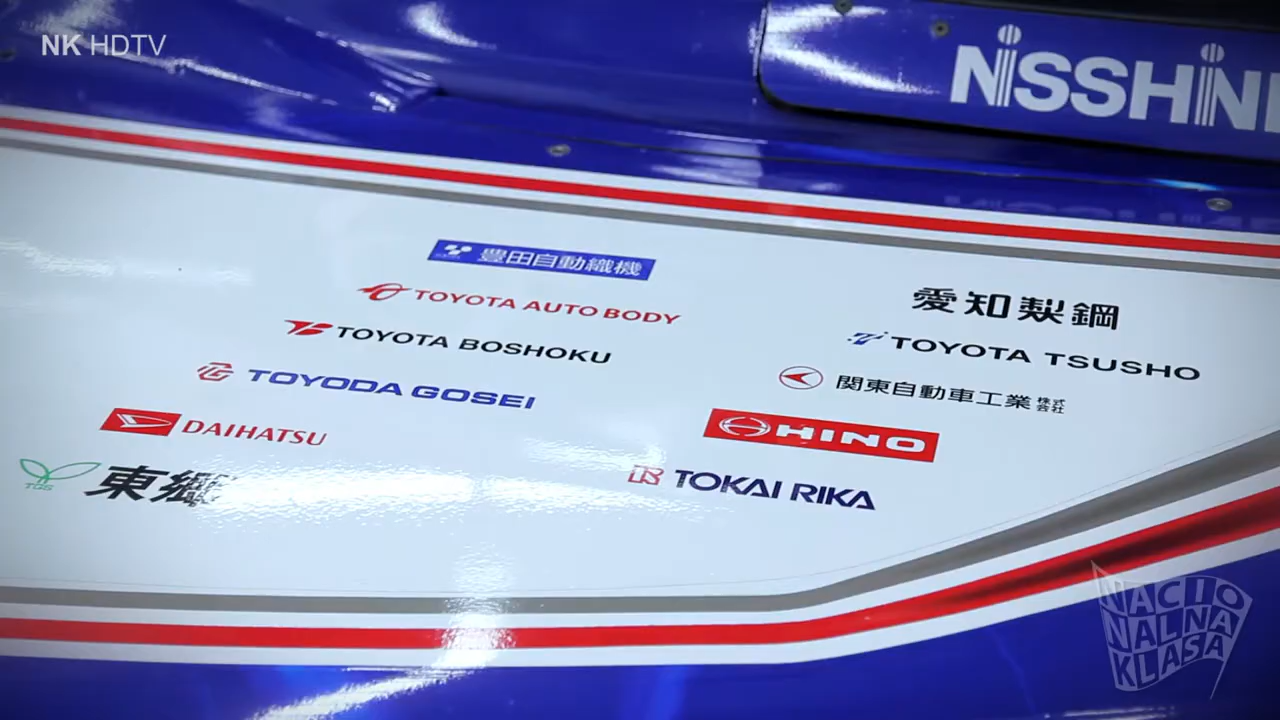 NK HDTV
NISSHIN
豊田自動織機
TOYOTA AUTO BODY
TOYOTA BOSHOKU
TOYODA GOSEI
DAIHATSU
TGS 東郷
愛知製鋼
TOYOTA TSUSHO
関東自動車工業株式会社
HINO
TOKAI RIKA
NACIO
NALNA
KLASA